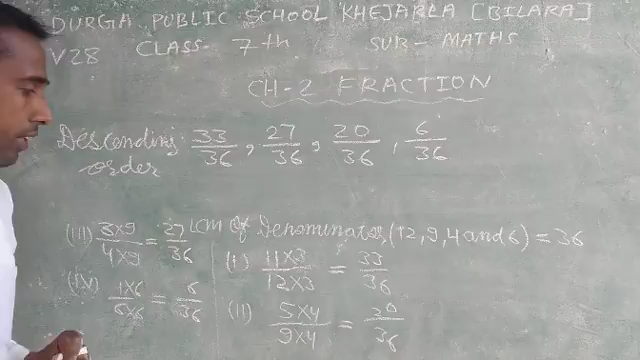 DURGA PUBLIC SCHOOL KHEJARLA [BILARA]
V28 CLASS- 7th SUB- MATHS
CH-2 FRACTION
Descending order 33/36, 27/36, 20/36, 6/36
LCM of Denominator, (12, 9, 4 and 6) = 36
(I) 11×3/12×3 = 33/36
(II) 5×4/9×4 = 20/36
(III) 3×9/4×9 = 27/36
(IV) 1×6/6×6 = 6/36